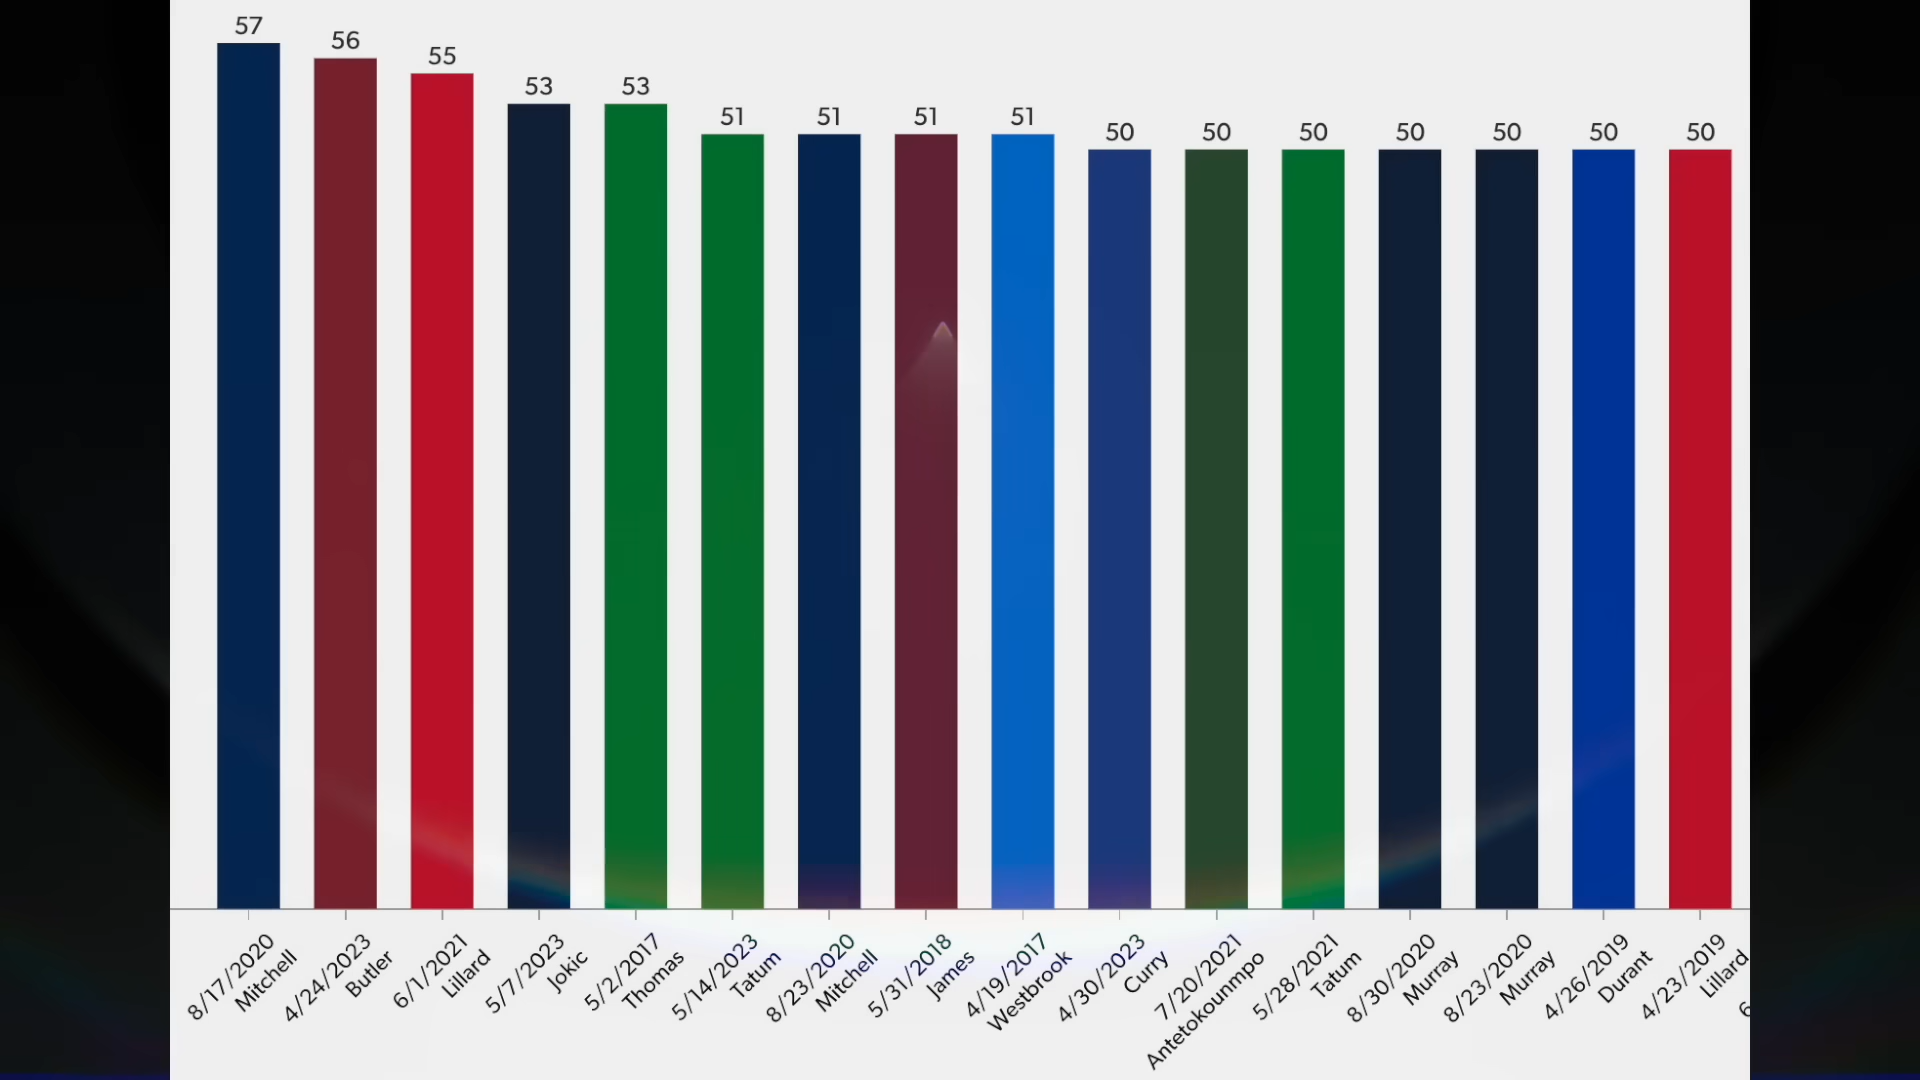 57
56
55
53
53
51
51
51
51
50
50
50
50
50
50
50
8/17/2020
Mitchell
4/24/2023
Butler
6/1/2021
Lillard
5/7/2023
Jokic
5/2/2017
Thomas
5/14/2023
Tatum
8/23/2020
Mitchell
5/31/2018
James
4/19/2017
Westbrook
4/30/2023
Curry
7/20/2021
Antetokounmpo
5/28/2021
Tatum
8/30/2020
Murray
8/23/2020
Murray
4/26/2019
Durant
4/23/2019
Lillard